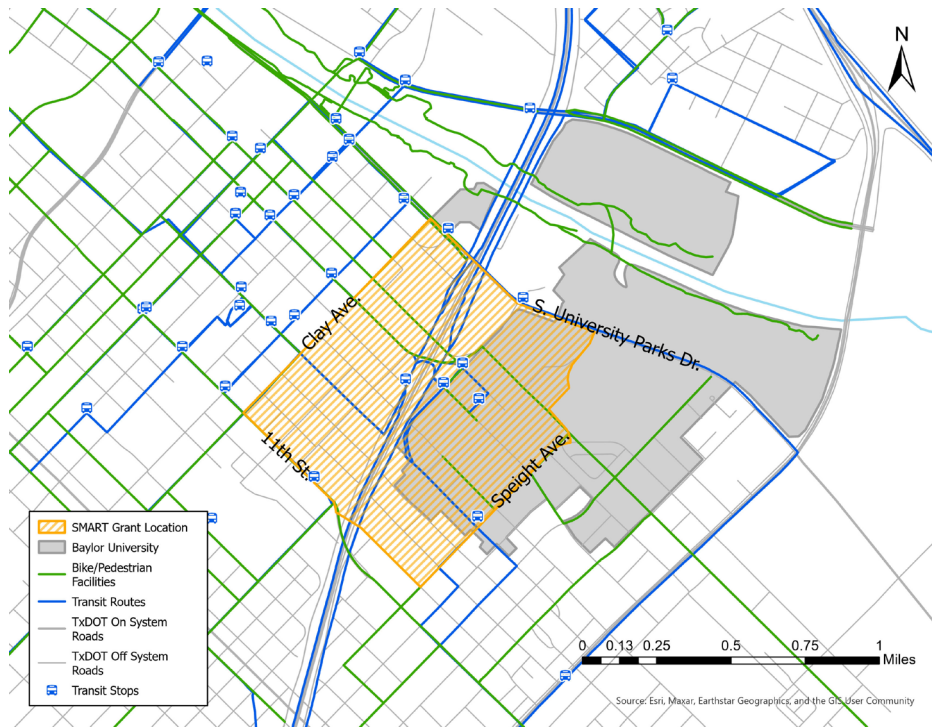 N
Clay Ave.
S. University Parks Dr.
11th St.
Speight Ave.
SMART Grant Location
Baylor University
Bike/Pedestrian
Facilities
Transit Routes
TxDOT On System
Roads
TxDOT Off System
Roads
Transit Stops
0 0.13 0.25 0.5 0.75 1
Miles
Source: Esri, Maxar, Earthstar Geographics, and the GIS User Community